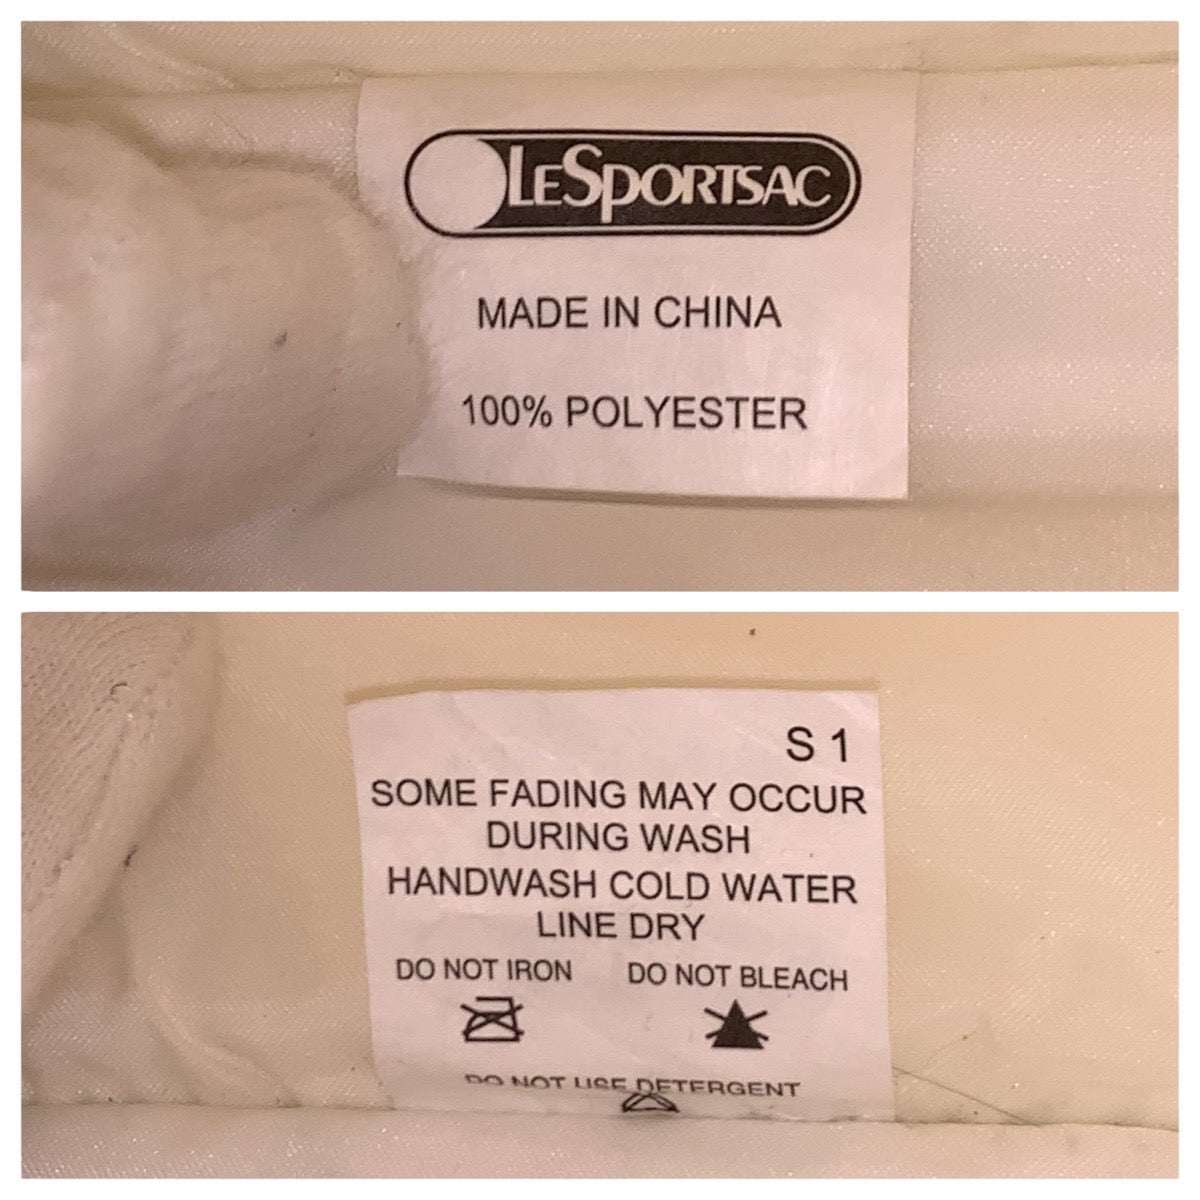 LESPORTSAC
MADE IN CHINA
100% POLYESTER
S 1
SOME FADING MAY OCCUR
DURING WASH
HANDWASH COLD WATER
LINE DRY
DO NOT IRON DO NOT BLEACH
DO NOT USE DETERGENT